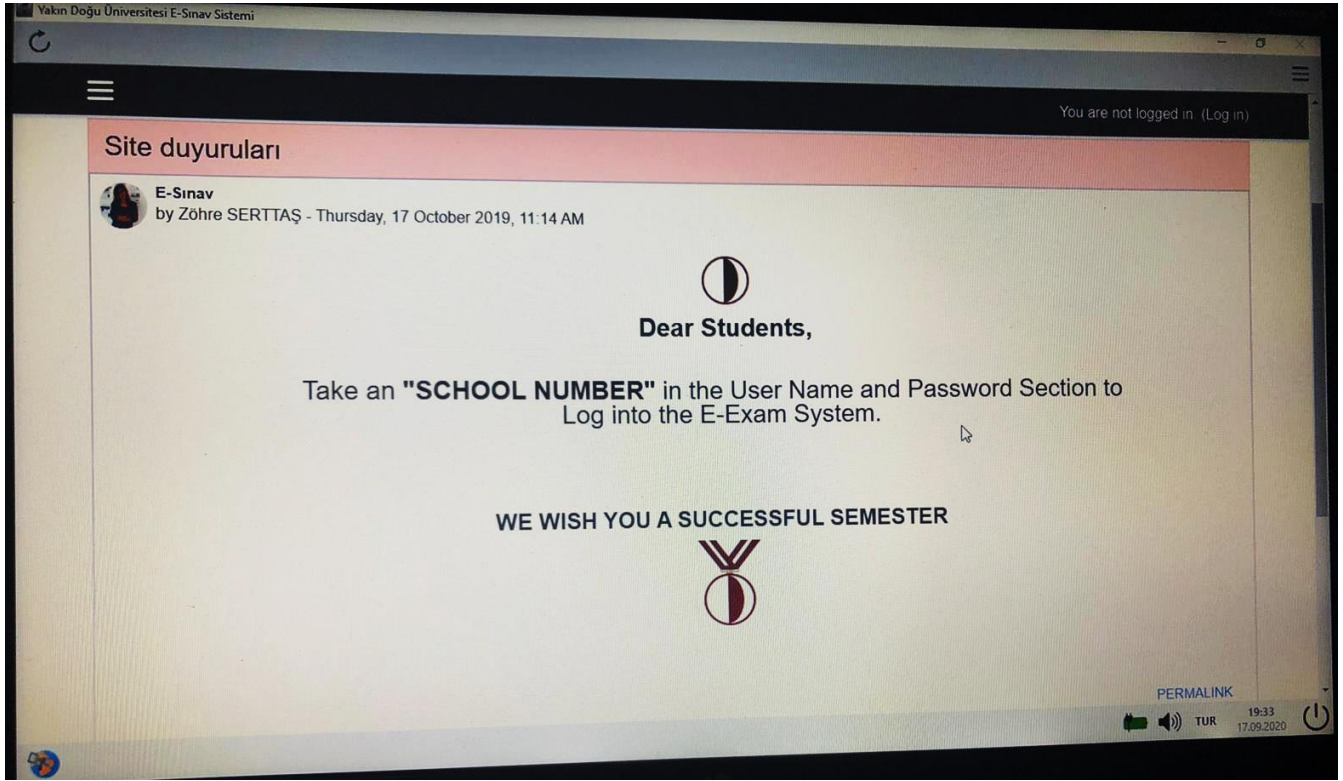 Yakın Doğu Üniversitesi E-Sınav Sistemi
You are not logged in. (Log in)
Site duyuruları
E-Sınav
by Zöhre SERTTAŞ - Thursday, 17 October 2019, 11:14 AM
Dear Students,
Take an "SCHOOL NUMBER" in the User Name and Password Section to
Log into the E-Exam System.
WE WISH YOU A SUCCESSFUL SEMESTER
PERMALINK
TUR
19:33
17.09.2020